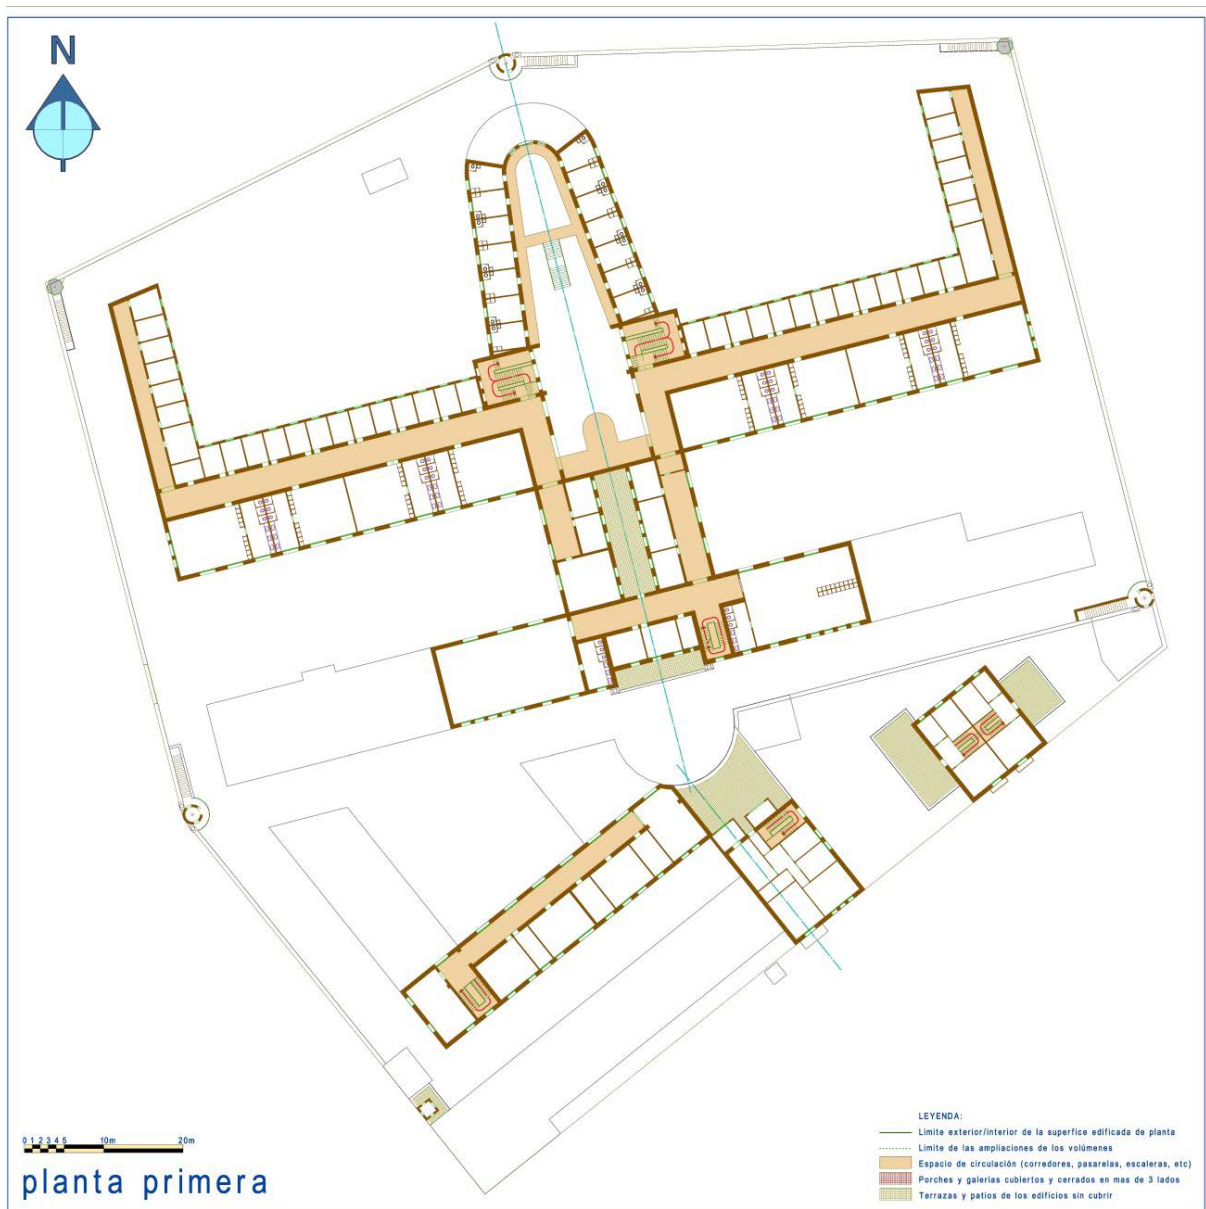 N
LEYENDA:
Limite exterior/interior de la superfice edificada de planta
Limite de las ampliaciones de los volúmenes
Espacio de circulación (corredores, pasarelas, escaleras, etc)
Porches y galerias cubiertos y cerrados en mas de 3 lados
Terrazas y patios de los edificios sin cubrir
0 1 2 3 4 5 10m 20m
planta primera